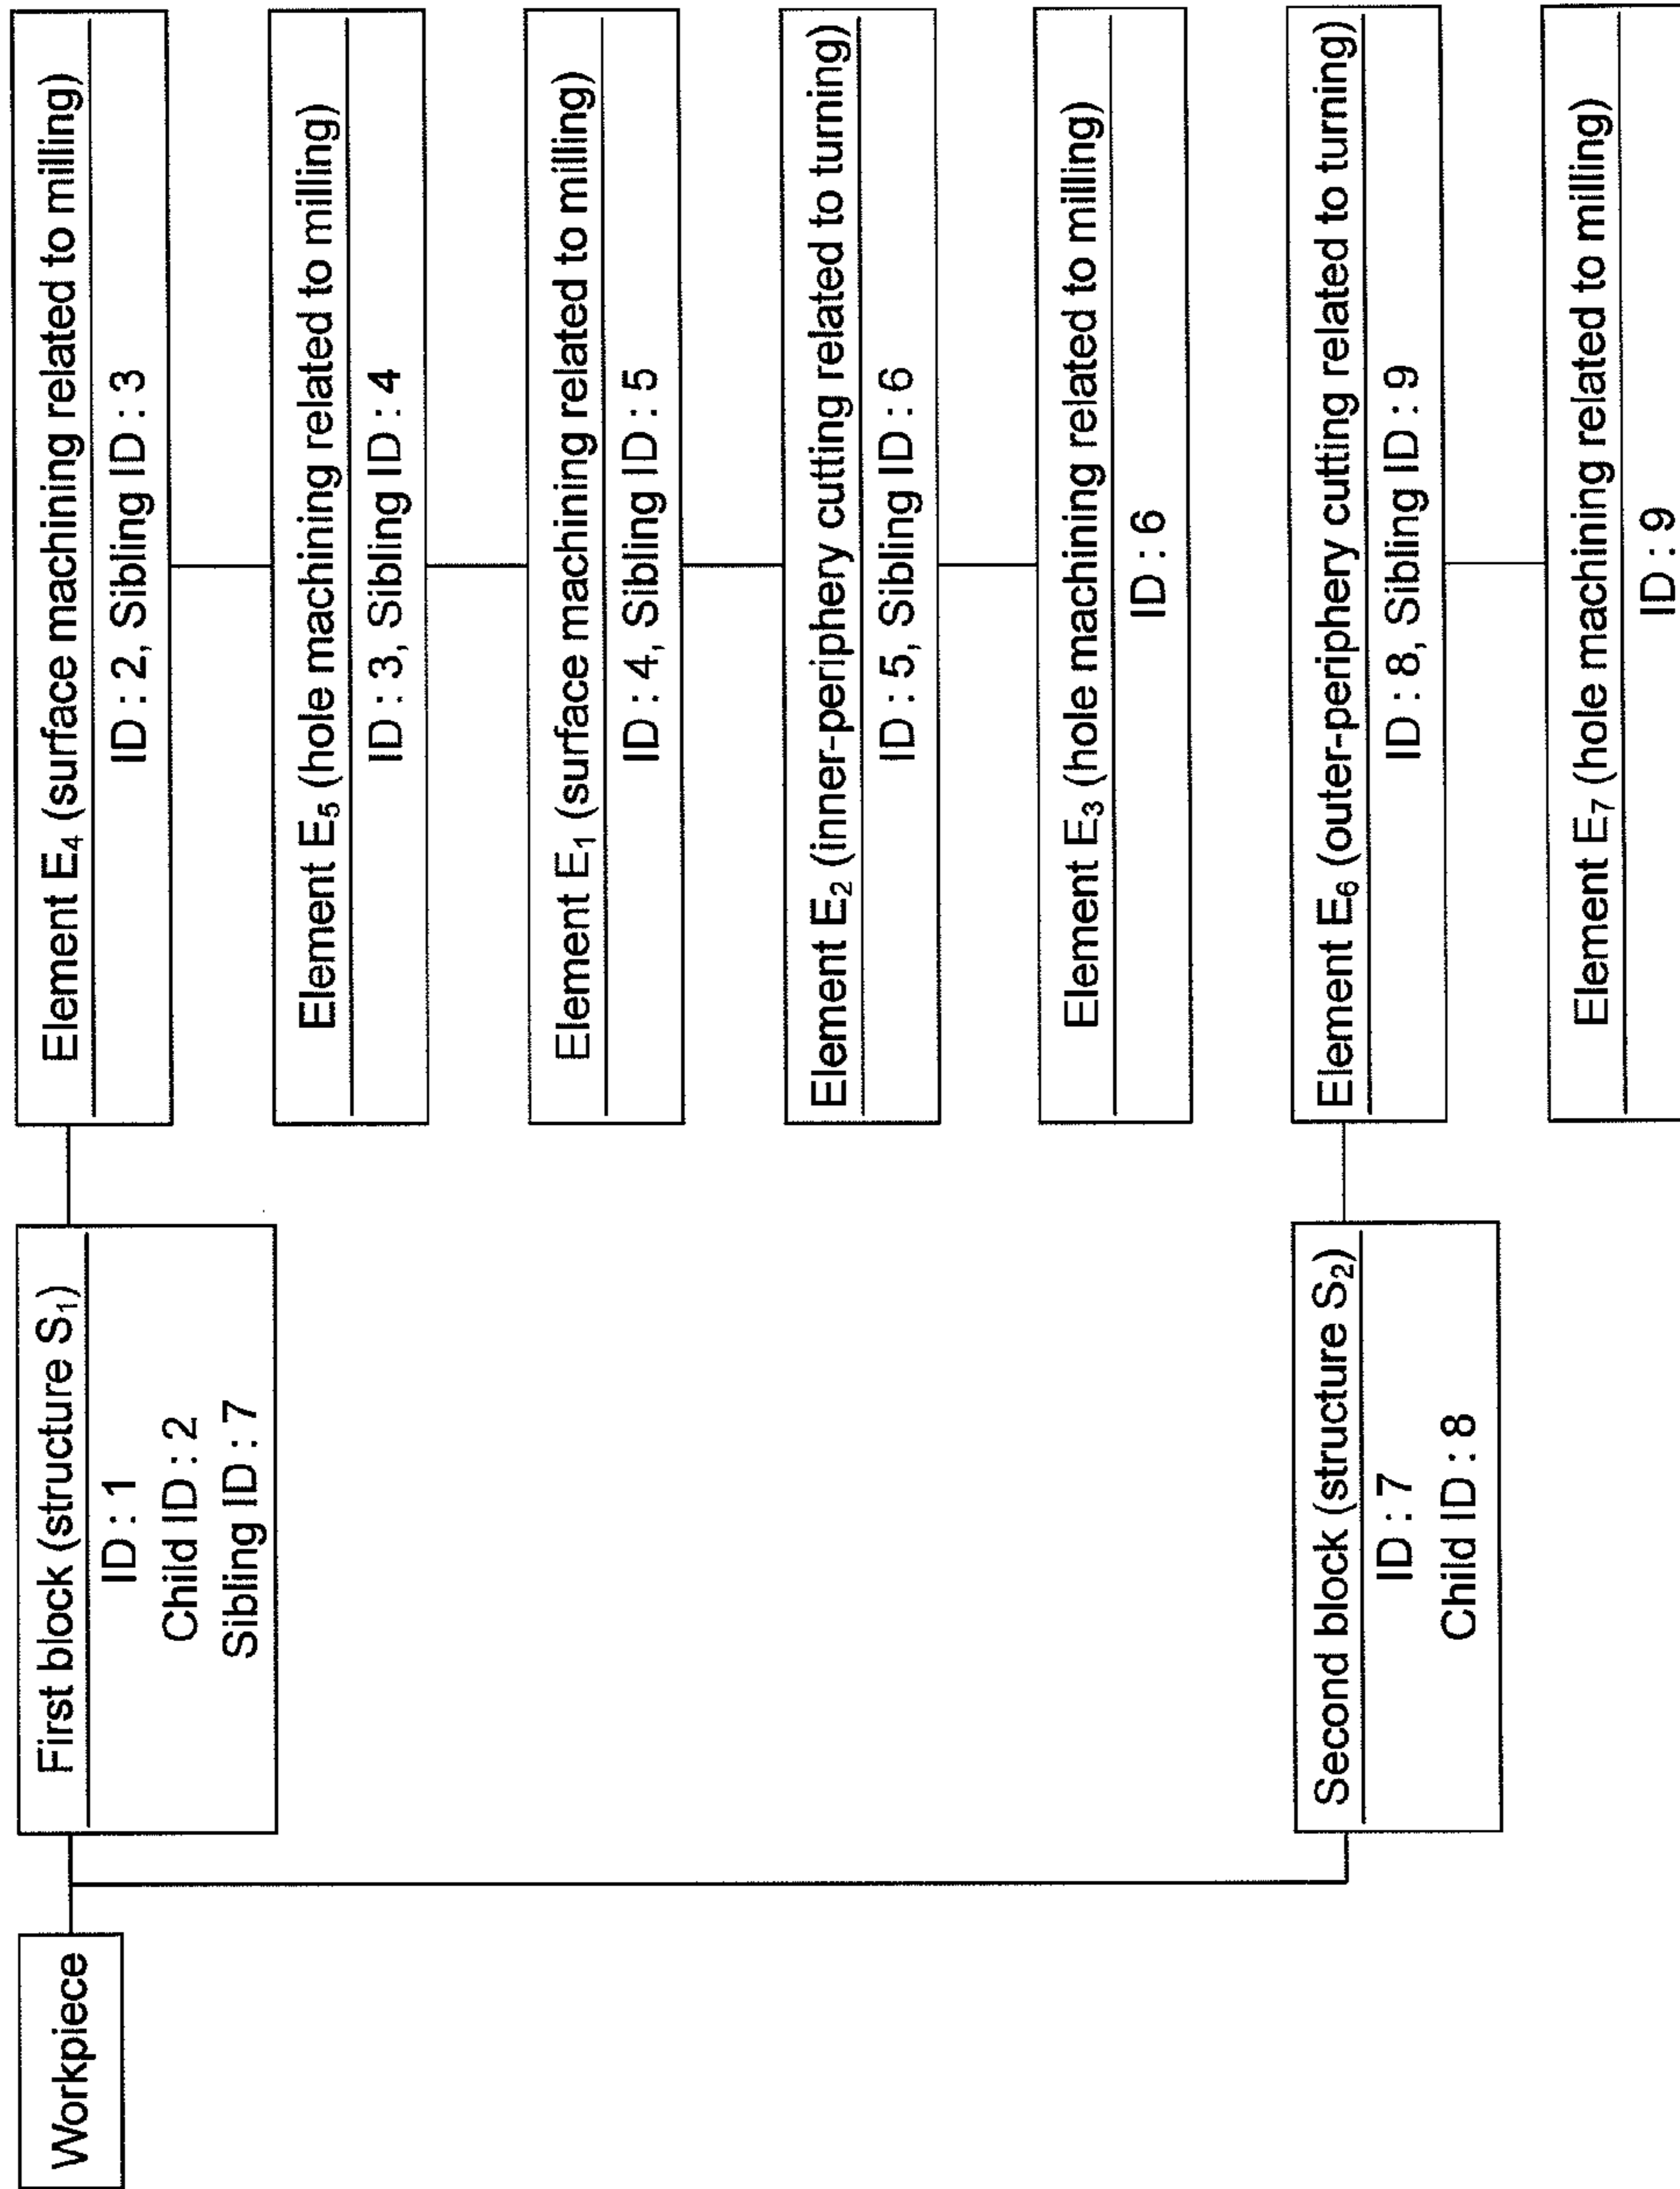 Workpiece
First block (structure S₁)
ID : 1
Child ID : 2
Sibling ID : 7
Element E₄ (surface machining related to milling)
ID : 2, Sibling ID : 3
Element E₅ (hole machining related to milling)
ID : 3, Sibling ID : 4
Element E₁ (surface machining related to milling)
ID : 4, Sibling ID : 5
Element E₂ (inner-periphery cutting related to turning)
ID : 5, Sibling ID : 6
Element E₃ (hole machining related to milling)
ID : 6
Second block (structure S₂)
ID : 7
Child ID : 8
Element E₆ (outer-periphery cutting related to turning)
ID : 8, Sibling ID : 9
Element E₇ (hole machining related to milling)
ID : 9